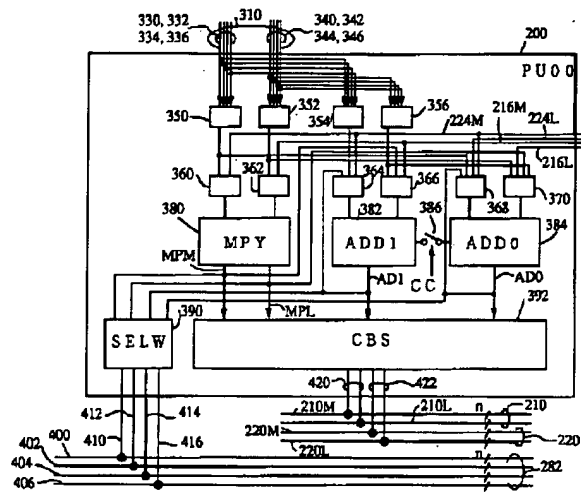 330, 332 310 340, 342
334, 336 344, 346
200
PU00
350 352 354 356
224M 216M 224L
216L
360 362 364 366 368 370
380 382 386 384
MPY ADD1 ADD0
MPM CC
MPL AD1 AD0
390 392
SELW CBS
420 422
412 414
410 416
210M 210L n 210
220M 220L 220
400 n
402
404 282
406